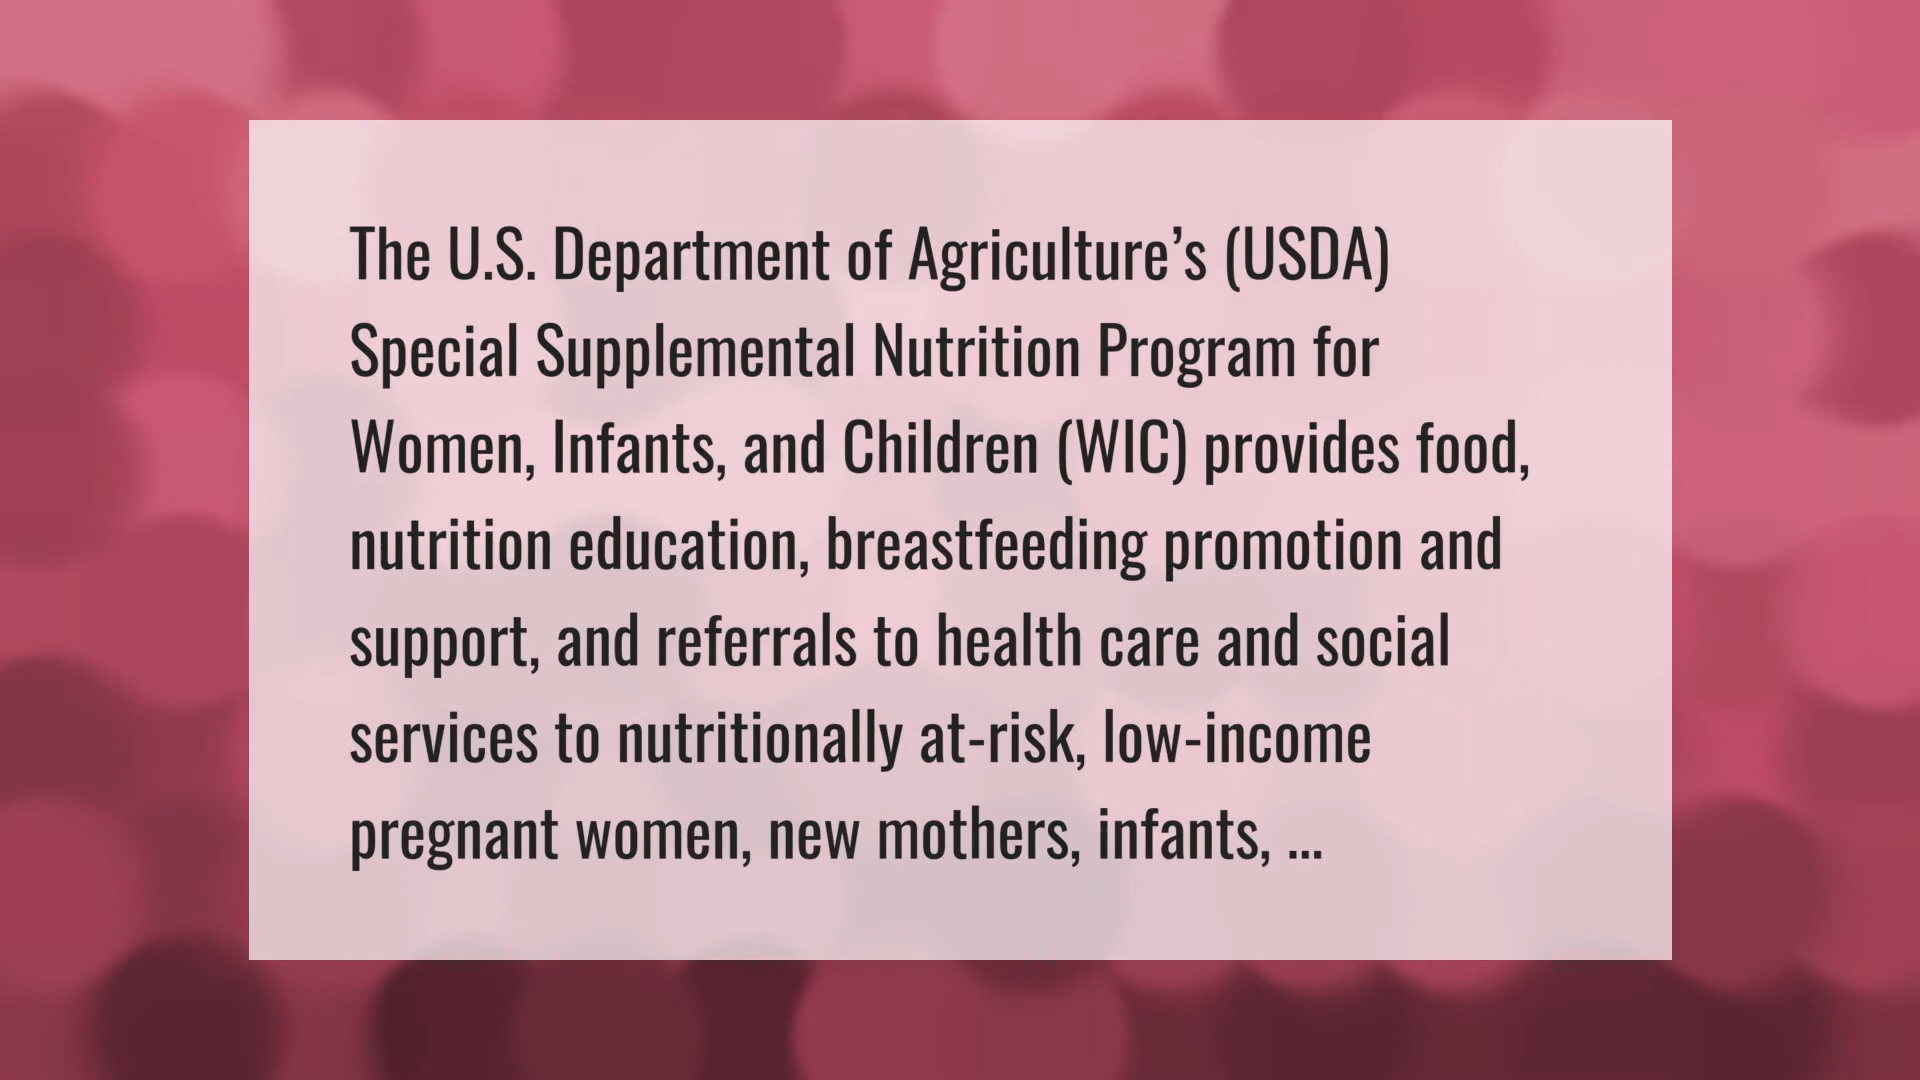 The U.S. Department of Agriculture’s (USDA)
Special Supplemental Nutrition Program for
Women, Infants, and Children (WIC) provides food,
nutrition education, breastfeeding promotion and
support, and referrals to health care and social
services to nutritionally at-risk, low-income
pregnant women, new mothers, infants, ...